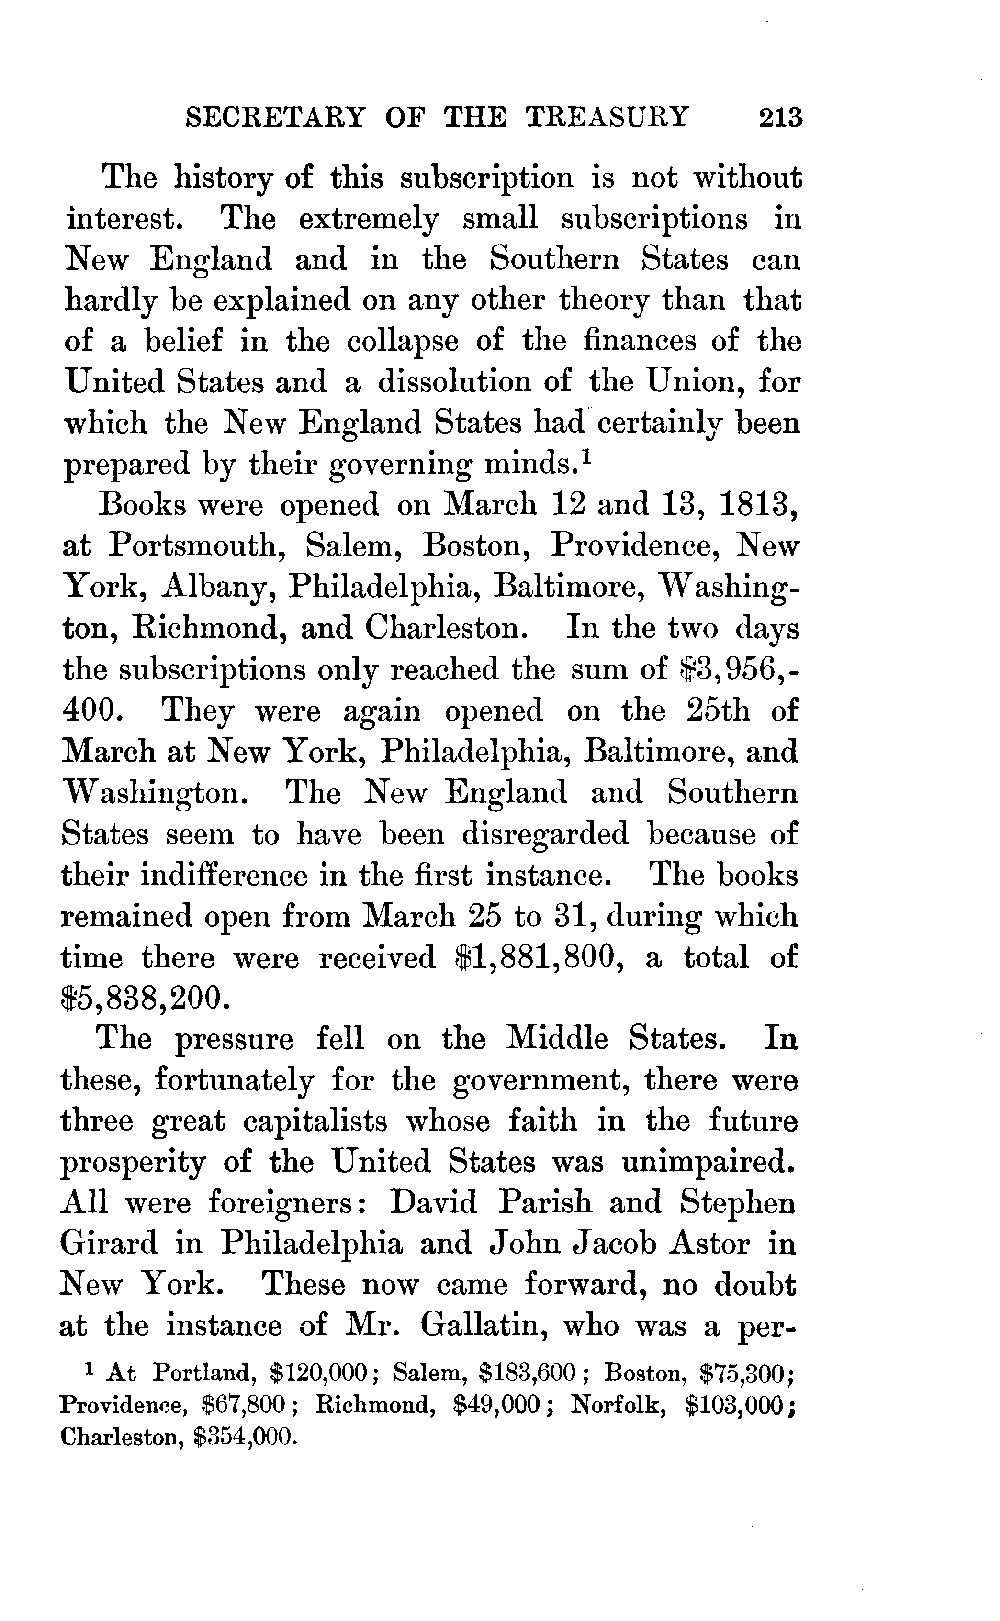 SECRETARY OF THE TREASURY 213
The history of this subscription is not without
interest. The extremely small subscriptions in
New England and in the Southern States can
hardly be explained on any other theory than that
of a belief in the collapse of the finances of the
United States and a dissolution of the Union, for
which the New England States had certainly been
prepared by their governing minds.¹
Books were opened on March 12 and 13, 1813,
at Portsmouth, Salem, Boston, Providence, New
York, Albany, Philadelphia, Baltimore, Washing-
ton, Richmond, and Charleston. In the two days
the subscriptions only reached the sum of $3,956,-
400. They were again opened on the 25th of
March at New York, Philadelphia, Baltimore, and
Washington. The New England and Southern
States seem to have been disregarded because of
their indifference in the first instance. The books
remained open from March 25 to 31, during which
time there were received $1,881,800, a total of
$5,838,200.
The pressure fell on the Middle States. In
these, fortunately for the government, there were
three great capitalists whose faith in the future
prosperity of the United States was unimpaired.
All were foreigners: David Parish and Stephen
Girard in Philadelphia and John Jacob Astor in
New York. These now came forward, no doubt
at the instance of Mr. Gallatin, who was a per-
¹ At Portland, $120,000; Salem, $183,600; Boston, $75,300;
Providence, $67,800; Richmond, $49,000; Norfolk, $103,000;
Charleston, $354,000.